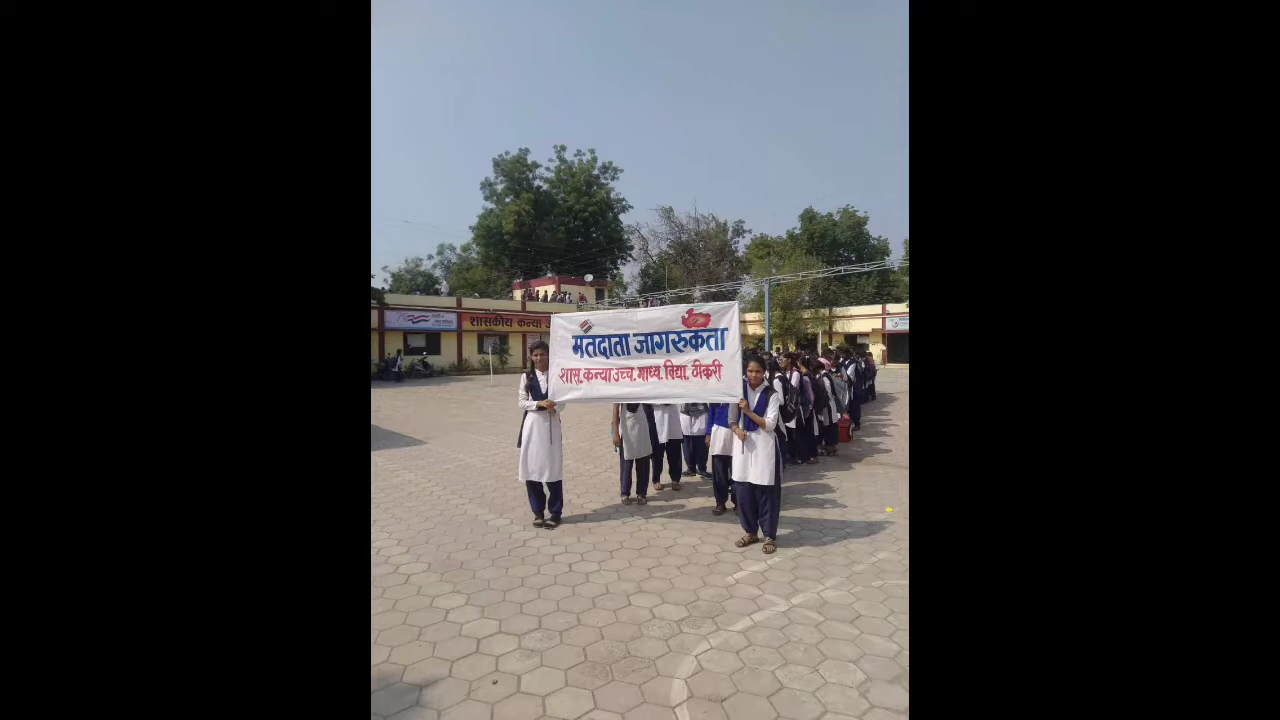 शासकीय कन्या
मतदाता जागरुकता
शास. कन्या उच्च. माध्य. विद्या. ठीकरी